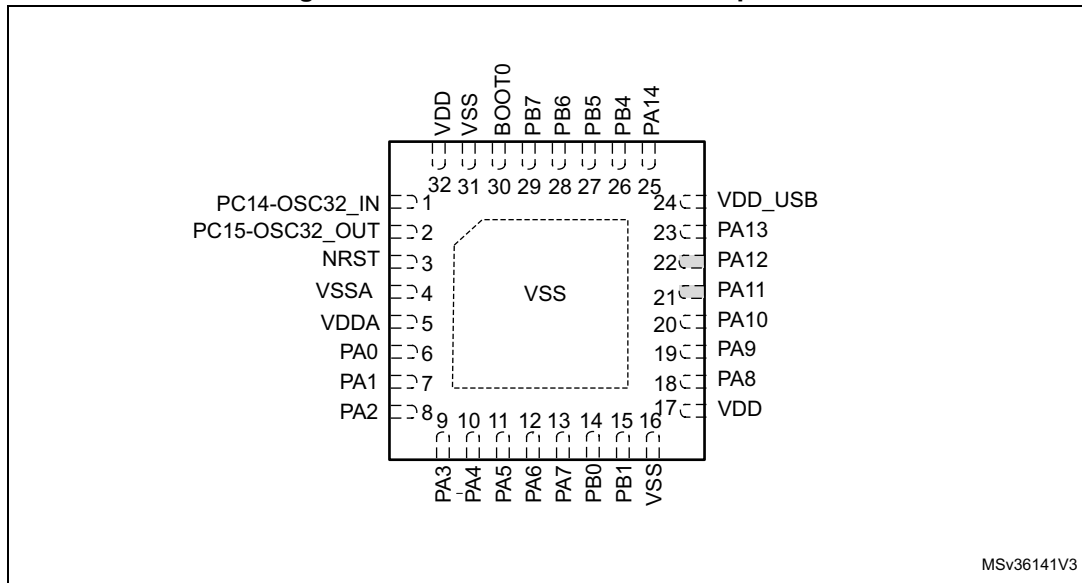 VDD
VSS
BOOT0
PB7
PB6
PB5
PB4
PA14
32 31 30 29 28 27 26 25
PC14-OSC32_IN 1
PC15-OSC32_OUT 2
NRST 3
VSSA 4
VDDA 5
PA0 6
PA1 7
PA2 8
VSS
24 VDD_USB
23 PA13
22 PA12
21 PA11
20 PA10
19 PA9
18 PA8
17 VDD
9 10 11 12 13 14 15 16
PA3
PA4
PA5
PA6
PA7
PB0
PB1
VSS
MSv36141V3